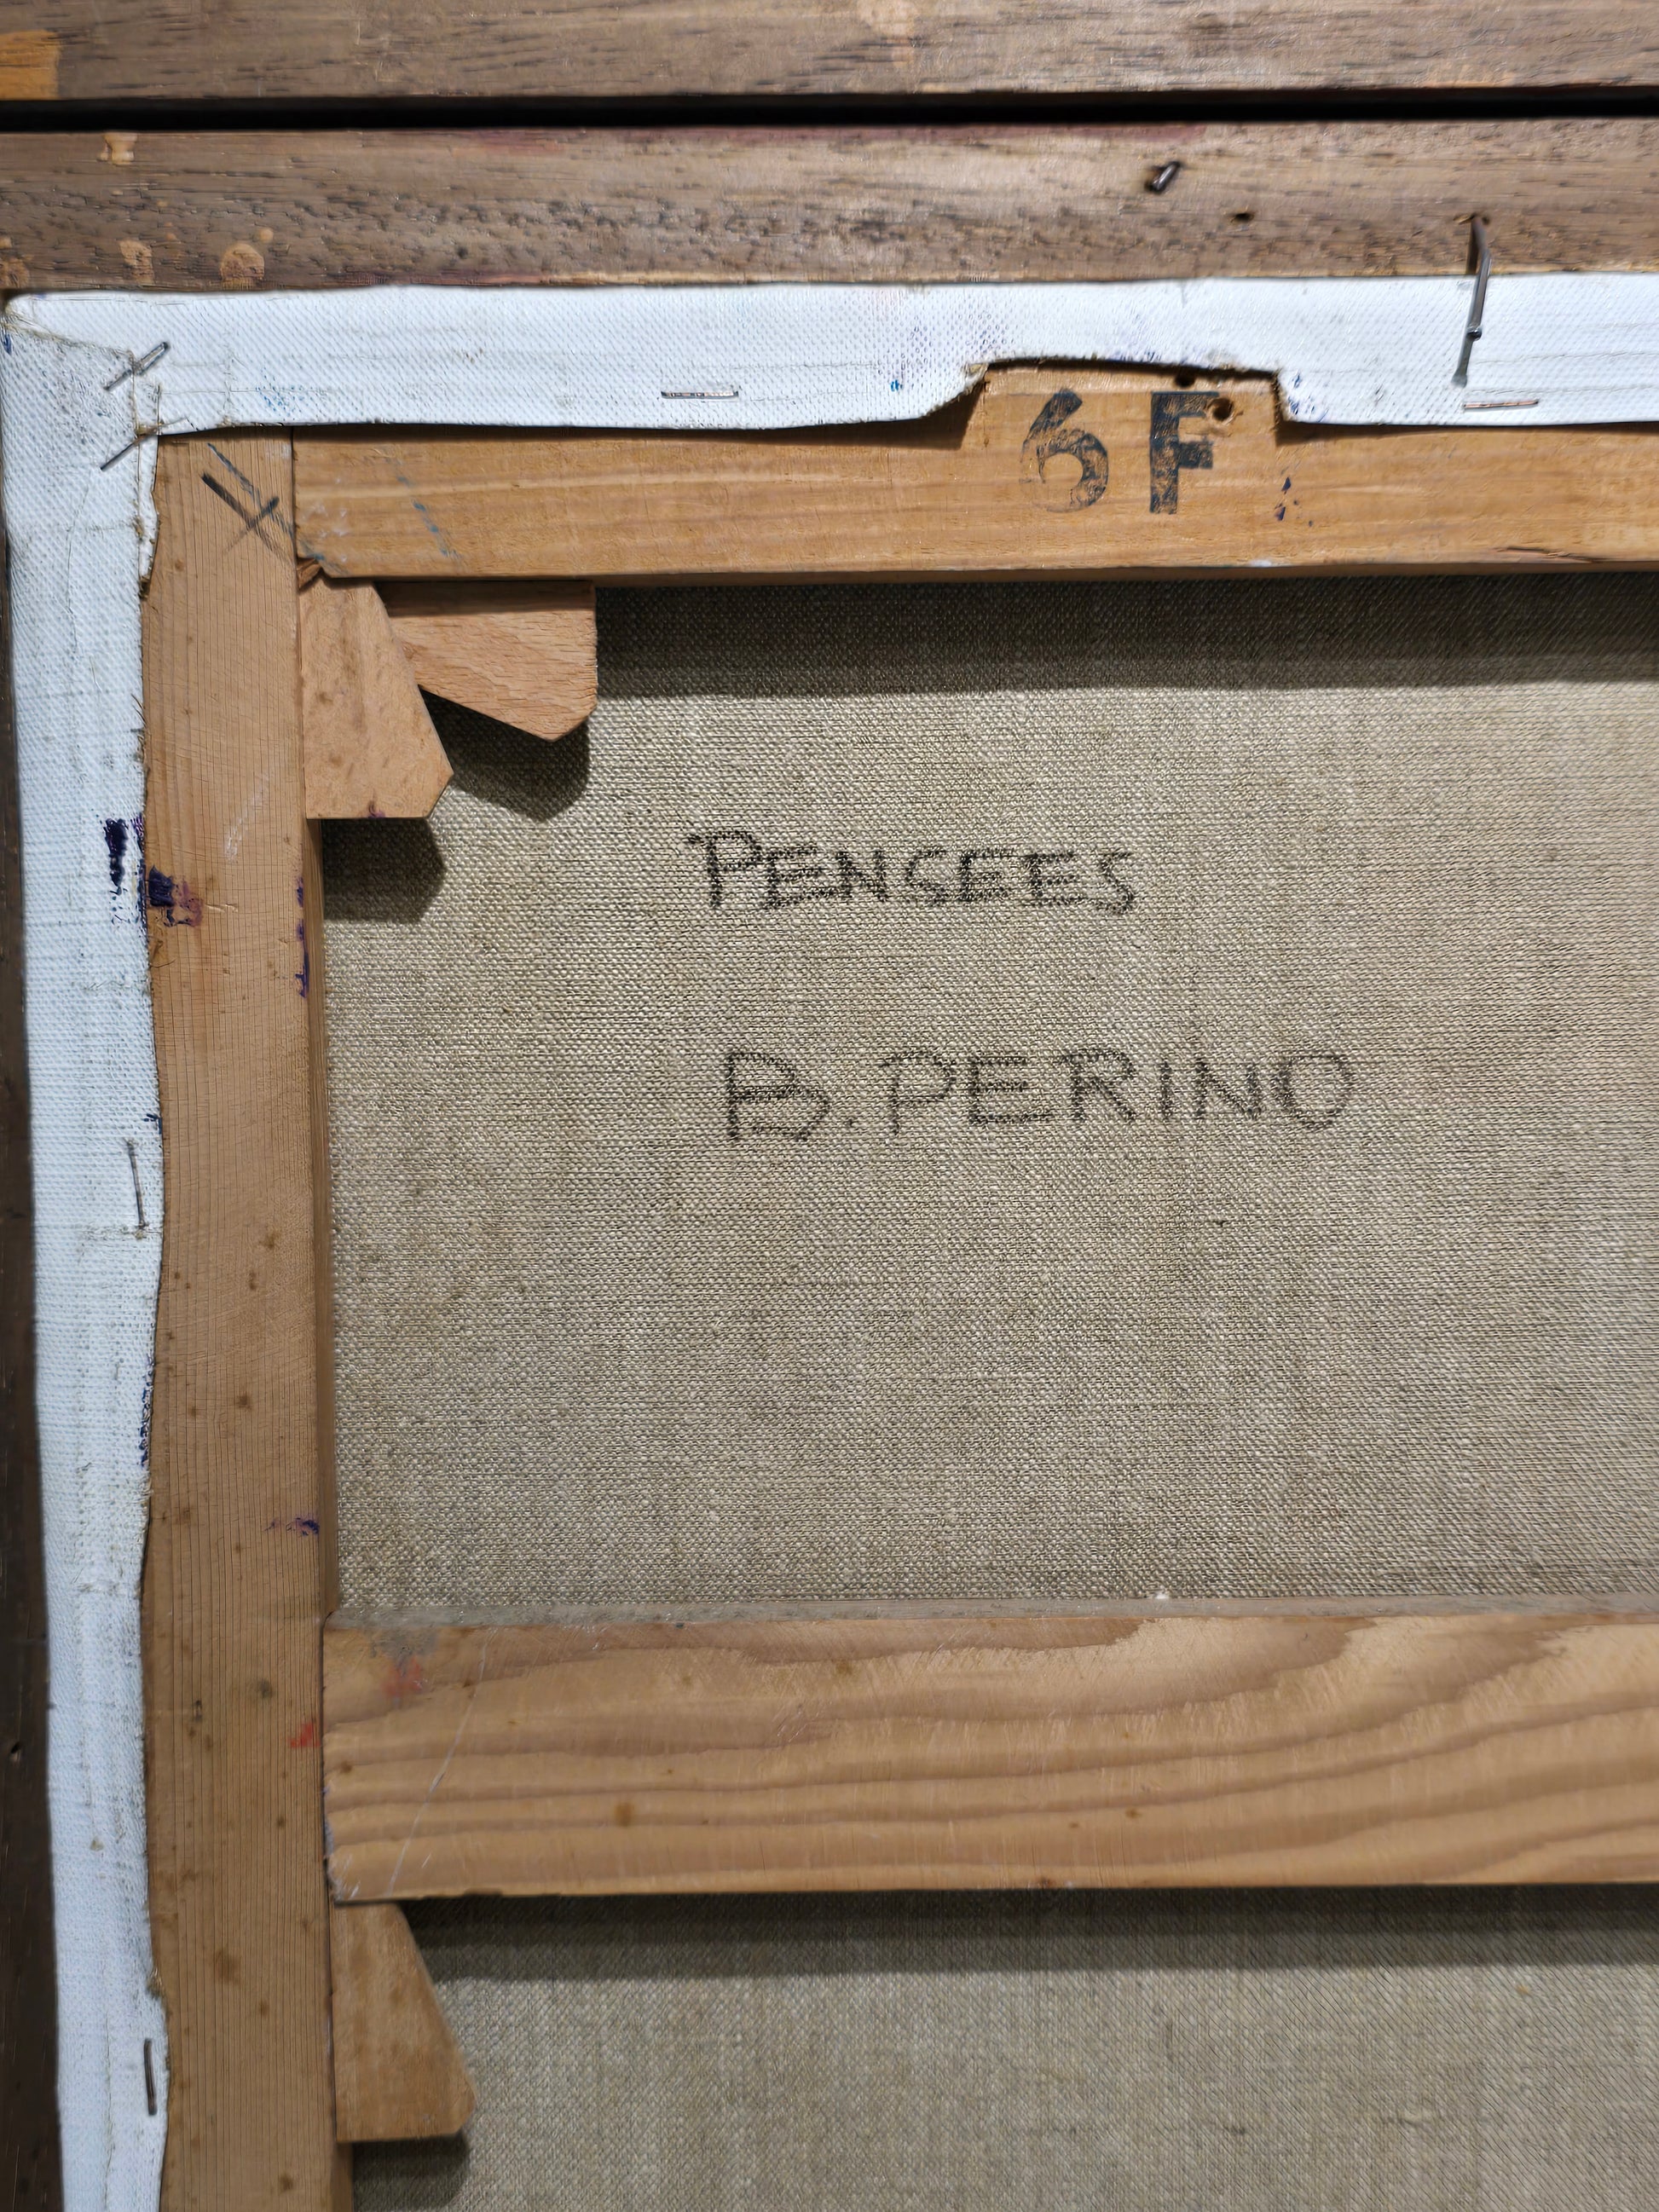 6F
PENSEES
B. PERINO